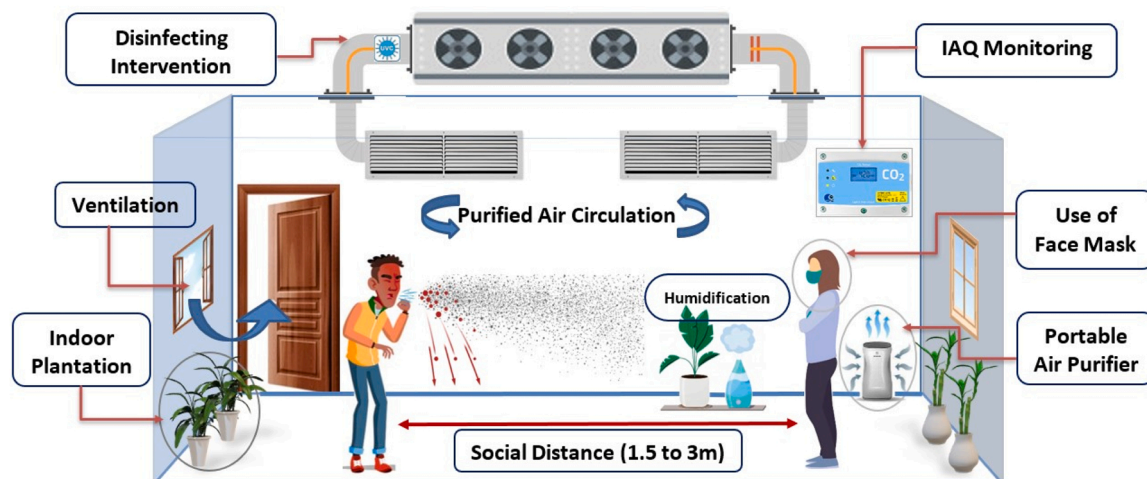 Disinfecting
Intervention
UVC
IAQ Monitoring
CO2
Ventilation
Purified Air Circulation
Use of
Face Mask
Humidification
Indoor
Plantation
Portable
Air Purifier
Social Distance (1.5 to 3m)